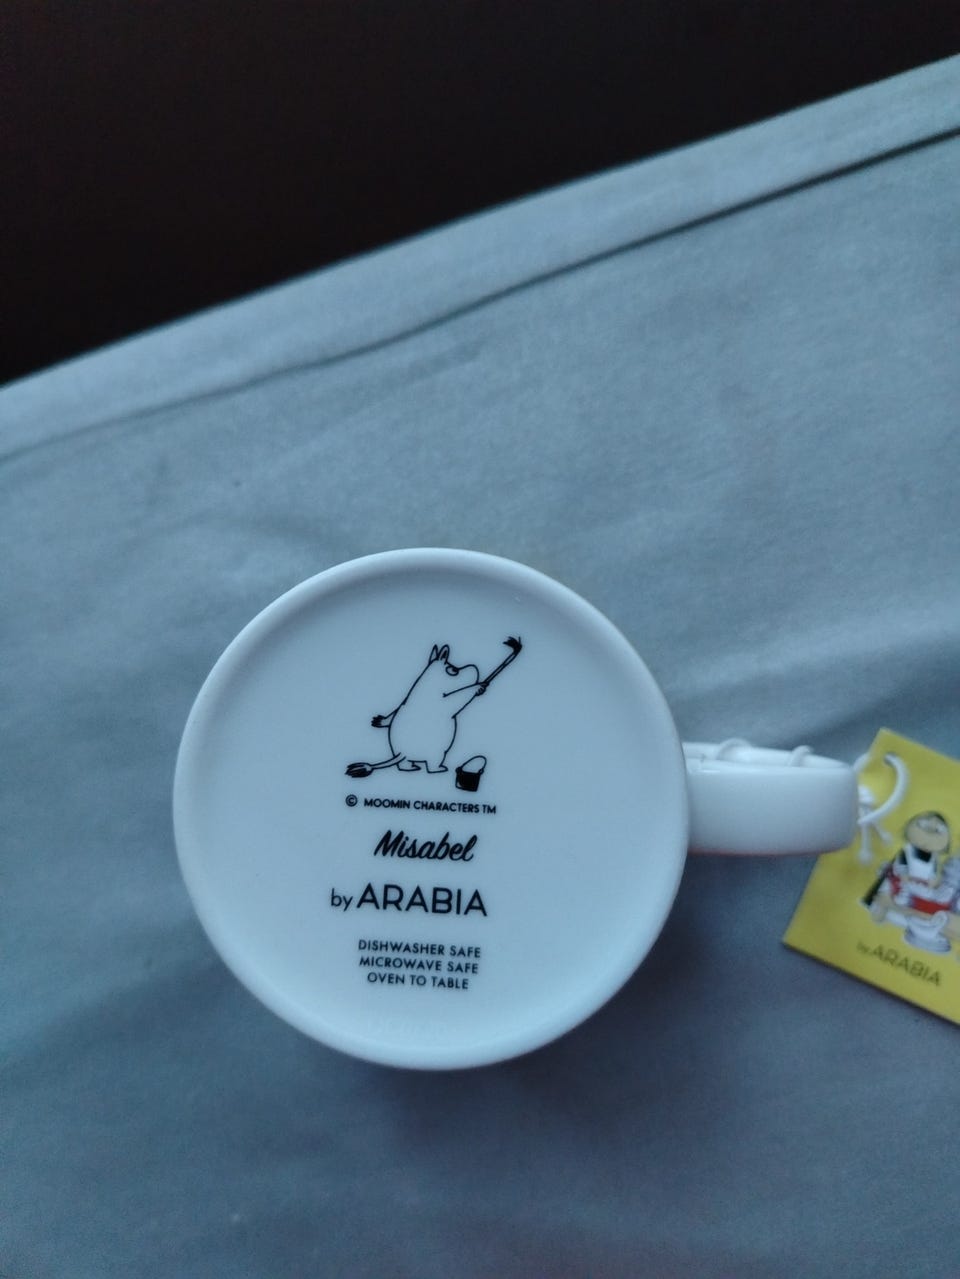 © MOOMIN CHARACTERS TM
Misabel
by ARABIA
DISHWASHER SAFE
MICROWAVE SAFE
OVEN TO TABLE
by ARABIA